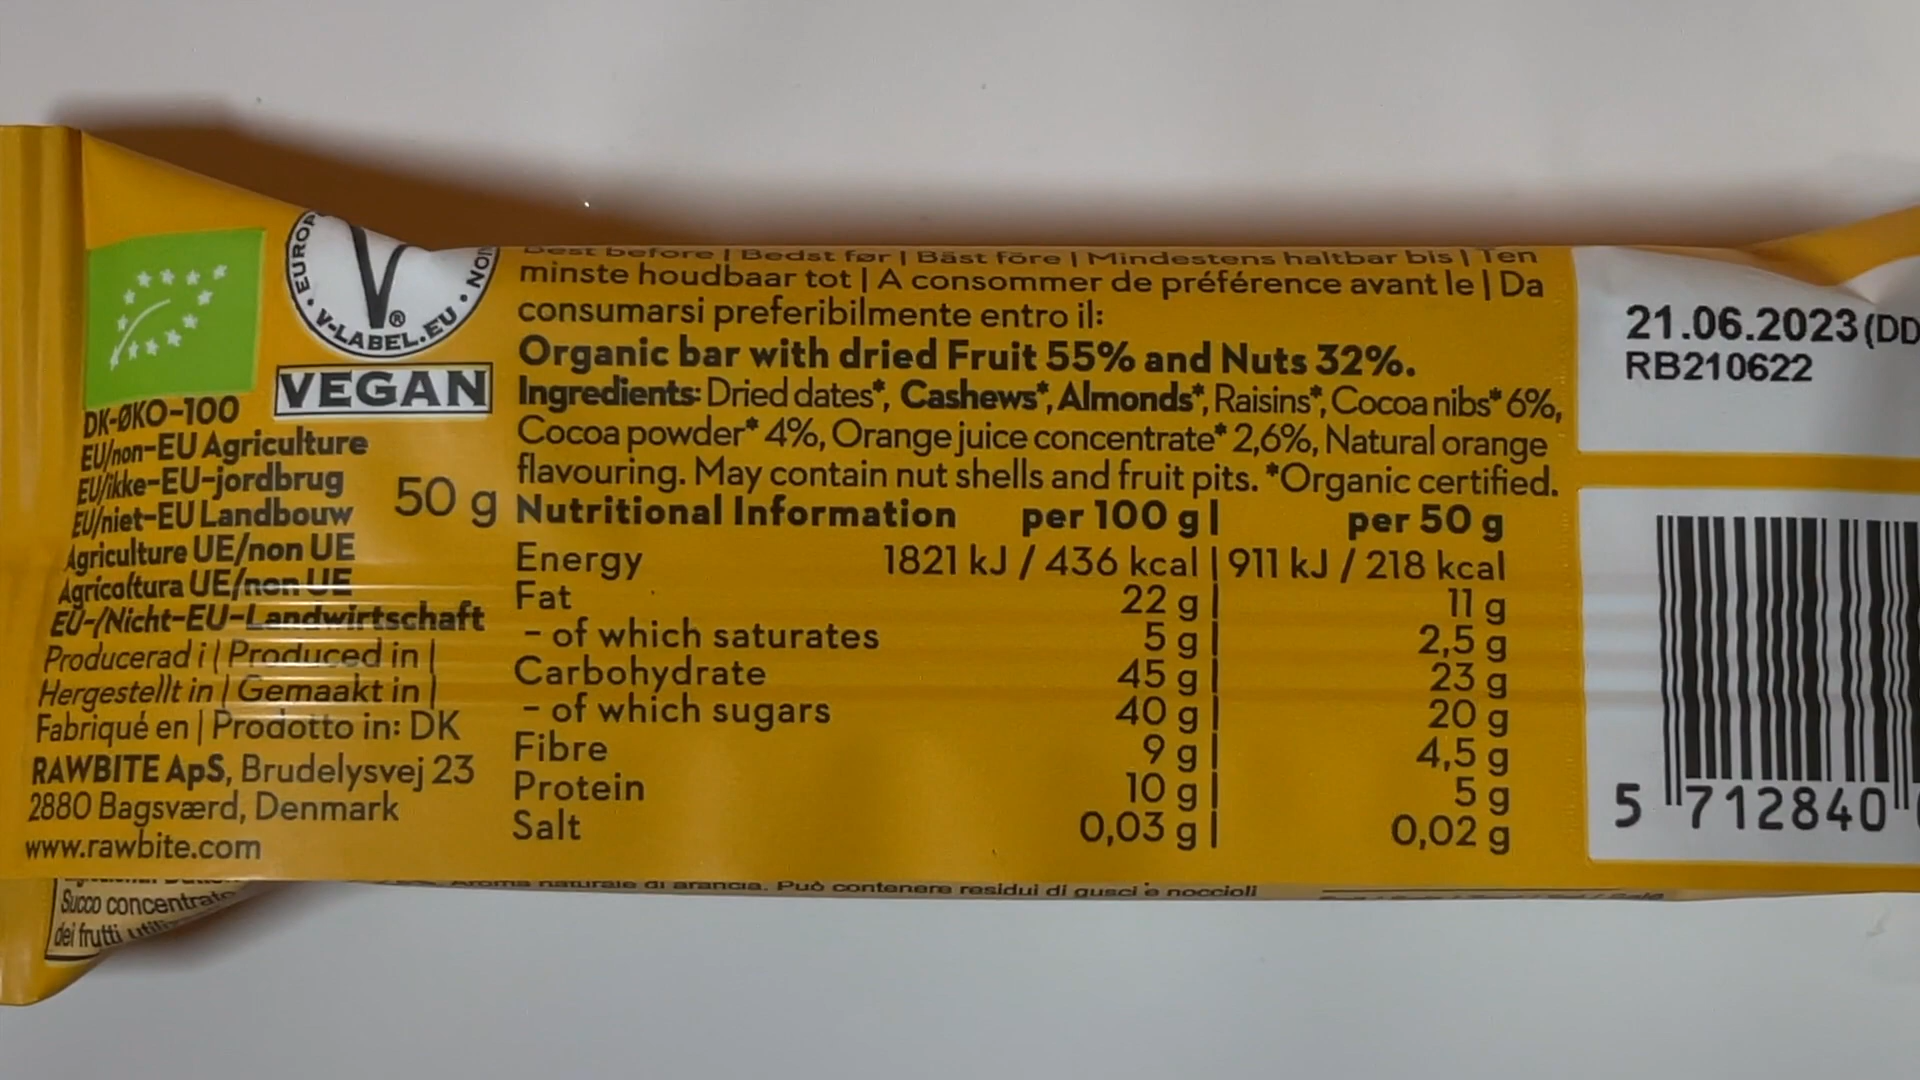 EUROP
V-LABEL.EU
VEGAN
DK-ØKO-100
EU/non-EU Agriculture
EU/ikke-EU-jordbrug
EU/niet-EU Landbouw
Agriculture UE/non UE
Agricoltura UE/non UE
EU-/Nicht-EU-Landwirtschaft
Producerad i | Produced in |
Hergestellt in | Gemaakt in |
Fabriqué en | Prodotto in: DK
RAWBITE ApS, Brudelysvej 23
2880 Bagsværd, Denmark
www.rawbite.com
50 g
Best before | Bedst før | Bäst före | Mindestens haltbar bis | Ten
minste houdbaar tot | A consommer de préférence avant le | Da
consumarsi preferibilmente entro il:
Organic bar with dried Fruit 55% and Nuts 32%.
Ingredients: Dried dates*, Cashews*, Almonds*, Raisins*, Cocoa nibs* 6%,
Cocoa powder* 4%, Orange juice concentrate* 2,6%, Natural orange
flavouring. May contain nut shells and fruit pits. *Organic certified.
Nutritional Information per 100 g | per 50 g
Energy 1821 kJ / 436 kcal | 911 kJ / 218 kcal
Fat 22 g | 11 g
- of which saturates 5 g | 2,5 g
Carbohydrate 45 g | 23 g
- of which sugars 40 g | 20 g
Fibre 9 g | 4,5 g
Protein 10 g | 5 g
Salt 0,03 g | 0,02 g
21.06.2023 (DD
RB210622
5 712840
Succo concentrato
dei frutti
Aroma naturale di arancia. Può contenere residui di gusci e noccioli